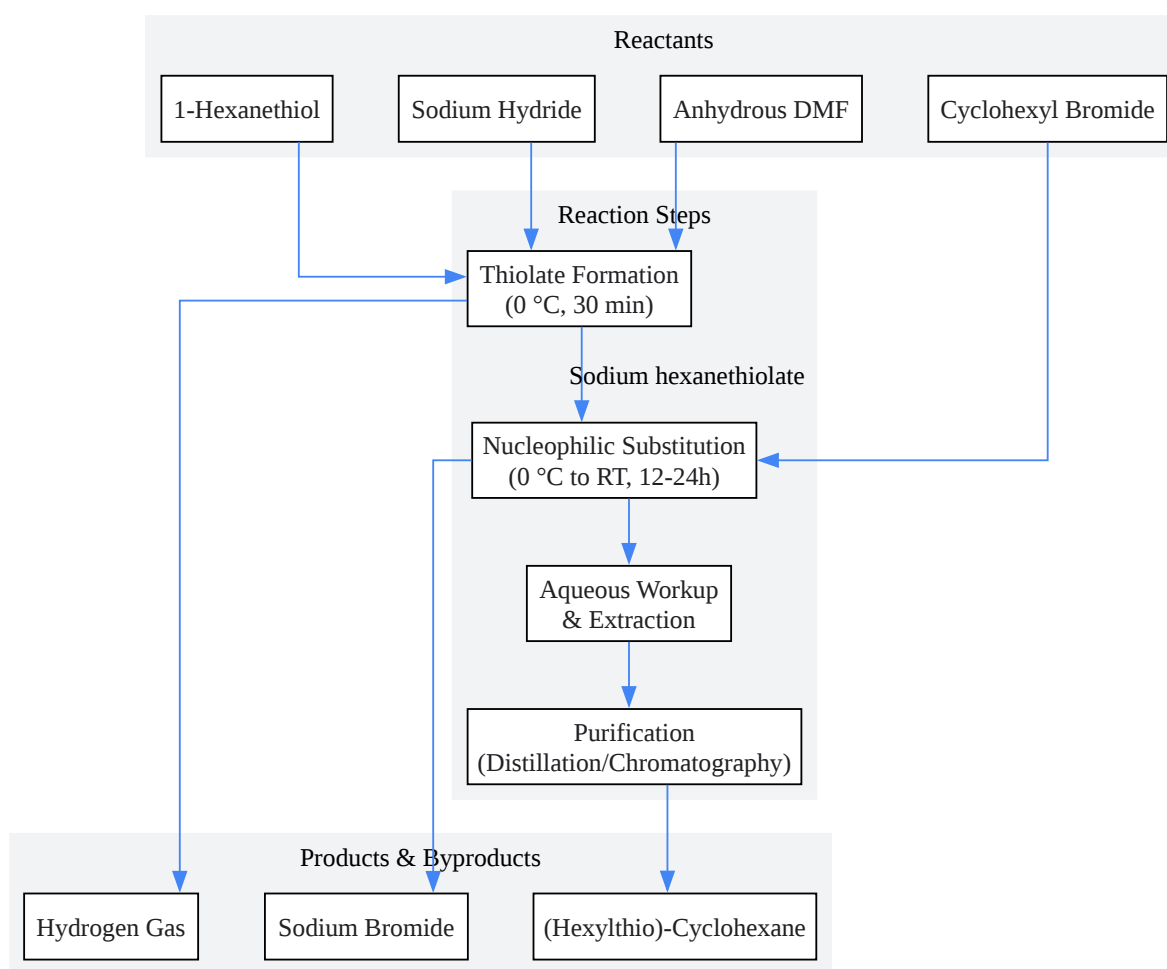 Reactants
1-Hexanethiol
Sodium Hydride
Anhydrous DMF
Cyclohexyl Bromide
Reaction Steps
Thiolate Formation
(0 °C, 30 min)
Sodium hexanethiolate
Nucleophilic Substitution
(0 °C to RT, 12-24h)
Aqueous Workup
& Extraction
Purification
(Distillation/Chromatography)
Products & Byproducts
Hydrogen Gas
Sodium Bromide
(Hexylthio)-Cyclohexane